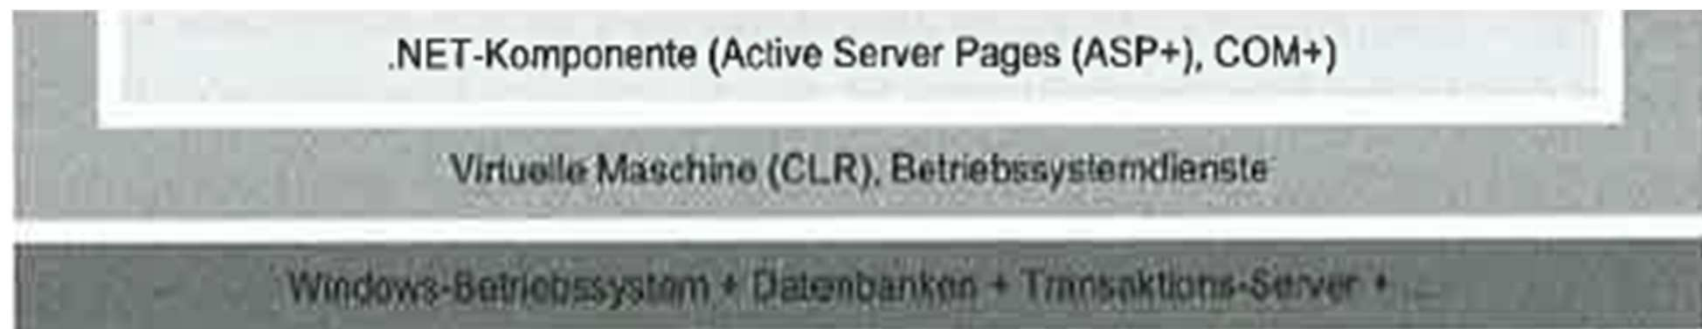 .NET-Komponente (Active Server Pages (ASP+), COM+)
Virtuelle Maschine (CLR), Betriebssystemdienste
Windows-Betriebssystem + Datenbanken + Transaktions-Server + ...